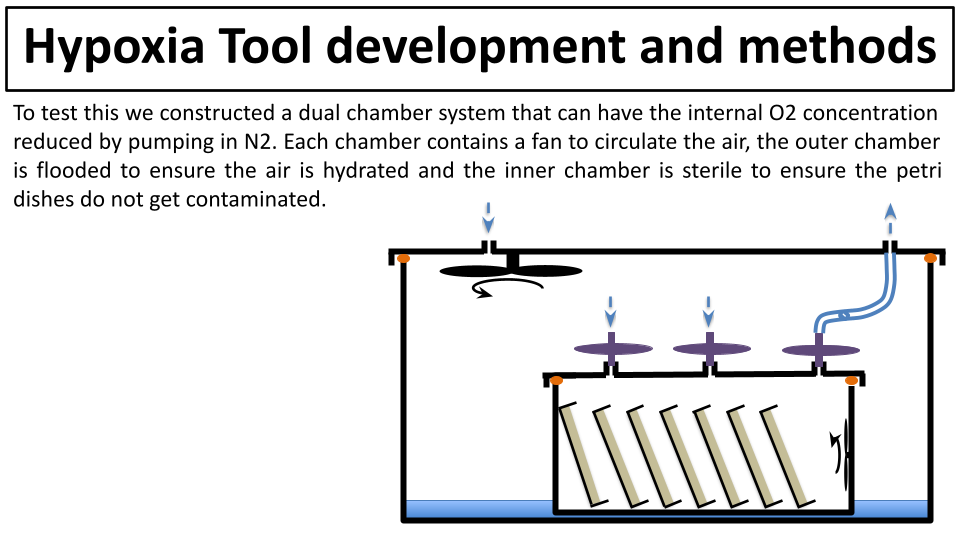 Hypoxia Tool development and methods
To test this we constructed a dual chamber system that can have the internal O2 concentration
reduced by pumping in N2. Each chamber contains a fan to circulate the air, the outer chamber
is flooded to ensure the air is hydrated and the inner chamber is sterile to ensure the petri
dishes do not get contaminated.